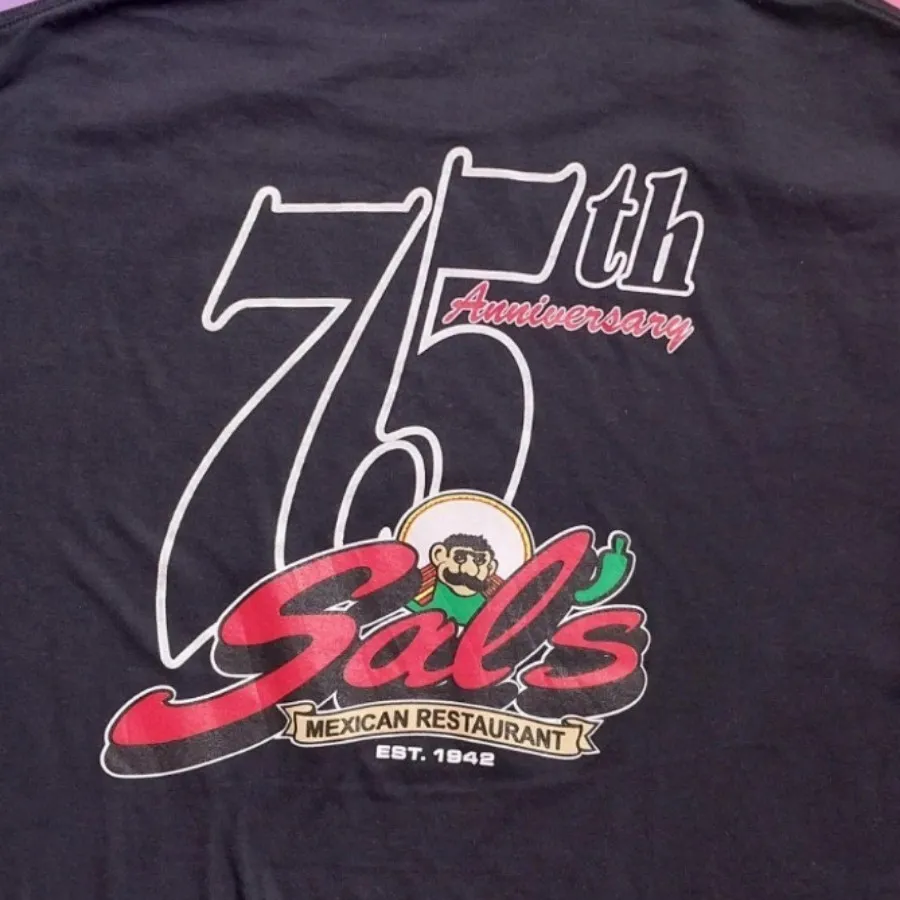 75th
Anniversary
Sal's
MEXICAN RESTAURANT
EST. 1942